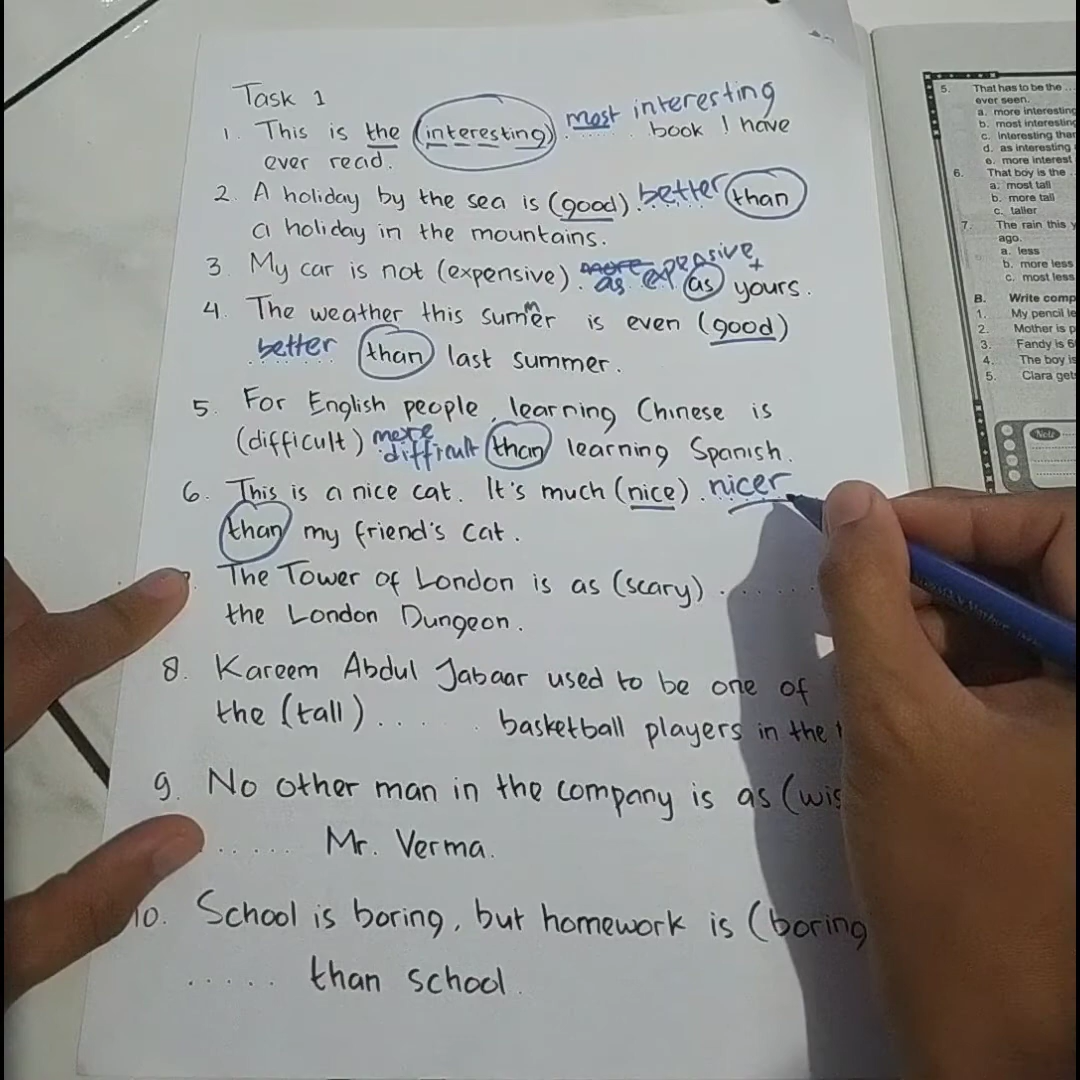 Task 1
1. This is the (interesting) most interesting book I have
ever read.
2. A holiday by the sea is (good). better than
a holiday in the mountains.
3. My car is not (expensive). more as expensive as yours.
4. The weather this summer is even (good)
better than last summer.
5. For English people, learning Chinese is
(difficult) more difficult than learning Spanish.
6. This is a nice cat. It's much (nice). nicer
than my friend's cat.
The Tower of London is as (scary) ......
the London Dungeon.
8. Kareem Abdul Jabaar used to be one of
the (tall) .... basketball players in the
9. No other man in the company is as (wis
..... Mr. Verma.
10. School is boring, but homework is (boring
..... than school.
5. That has to be the ...
ever seen.
a. more interesting
b. most interesting
c. interesting
d. as interesting
e. more interest
6. That boy is the ...
a. most tall
b. more tall
c. taller
7. The rain this
ago.
a. less
b. more less
c. most less
B. Write comp
1. My pencil
2. Mother is
3. Fandy is
4. The boy is
5. Clara
Note